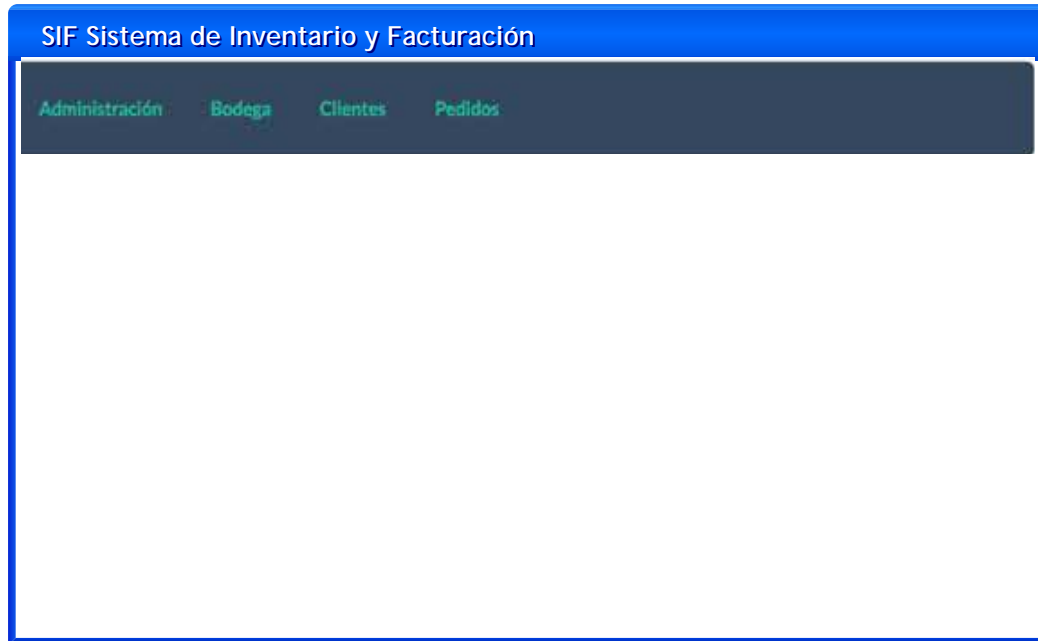 SIF Sistema de Inventario y Facturación
Administración Bodega Clientes Pedidos